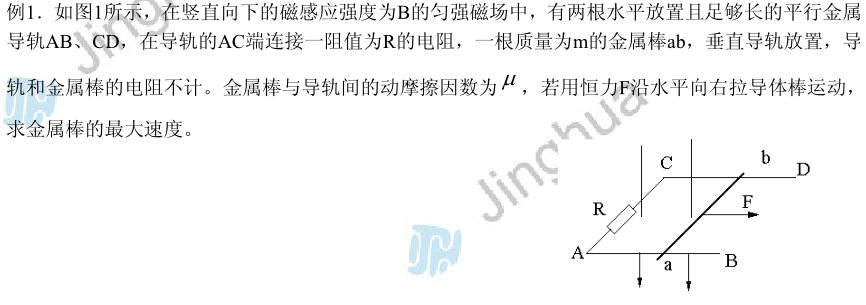 例1．如图1所示，在竖直向下的磁感应强度为B的匀强磁场中，有两根水平放置且足够长的平行金属
导轨AB、CD，在导轨的AC端连接一阻值为R的电阻，一根质量为m的金属棒ab，垂直导轨放置，导
轨和金属棒的电阻不计。金属棒与导轨间的动摩擦因数为μ，若用恒力F沿水平向右拉导体棒运动，
求金属棒的最大速度。
Jinghua
Jinghua
C
b
D
R
F
A
a
B